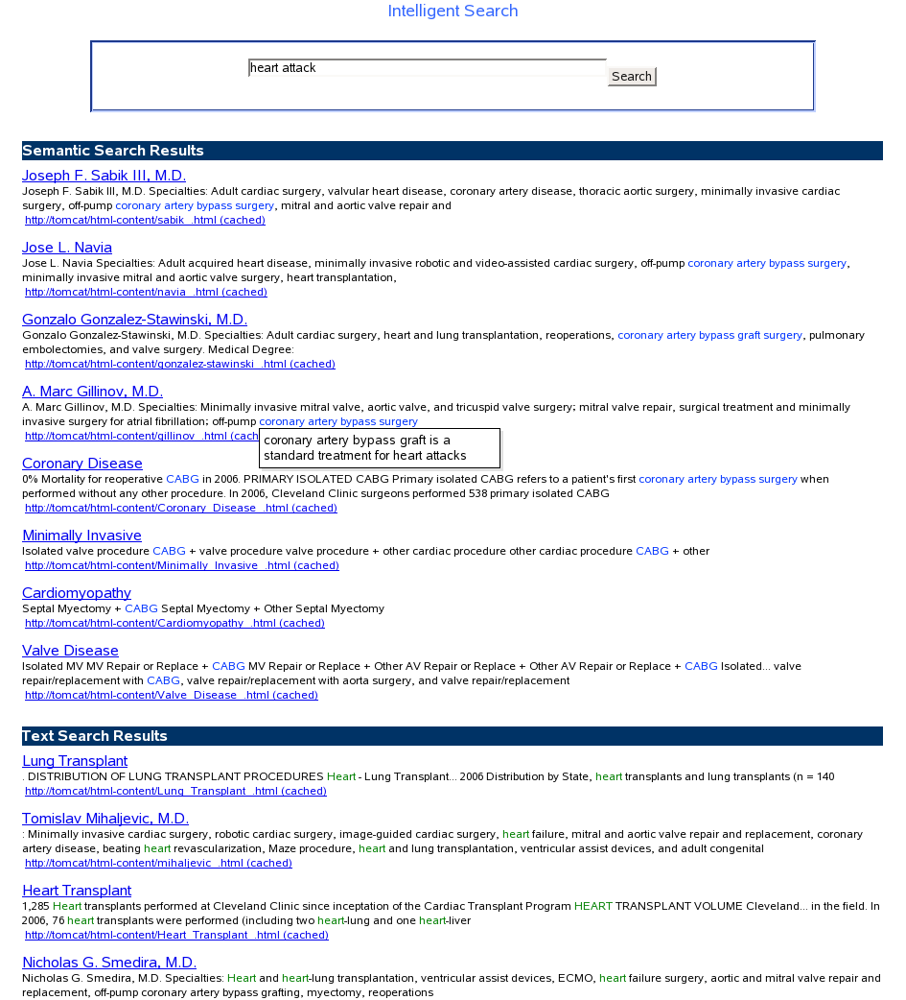 Intelligent Search
heart attack
Search
Semantic Search Results
Joseph F. Sabik III, M.D.
Joseph F. Sabik III, M.D. Specialties: Adult cardiac surgery, valvular heart disease, coronary artery disease, thoracic aortic surgery, minimally invasive cardiac
surgery, off-pump coronary artery bypass surgery, mitral and aortic valve repair and
http://tomcat/html-content/sabik_.html (cached)
Jose L. Navia
Jose L. Navia Specialties: Adult acquired heart disease, minimally invasive robotic and video-assisted cardiac surgery, off-pump coronary artery bypass surgery,
minimally invasive mitral and aortic valve surgery, heart transplantation,
http://tomcat/html-content/navia_.html (cached)
Gonzalo Gonzalez-Stawinski, M.D.
Gonzalo Gonzalez-Stawinski, M.D. Specialties: Adult cardiac surgery, heart and lung transplantation, reoperations, coronary artery bypass graft surgery, pulmonary
embolectomies, and valve surgery. Medical Degree:
http://tomcat/html-content/gonzalez-stawinski_.html (cached)
A. Marc Gillinov, M.D.
A. Marc Gillinov, M.D. Specialties: Minimally invasive mitral valve, aortic valve, and tricuspid valve surgery; mitral valve repair, surgical treatment and minimally
invasive surgery for atrial fibrillation; off-pump coronary artery bypass surgery
http://tomcat/html-content/gillinov_.html (cach
coronary artery bypass graft is a
standard treatment for heart attacks
Coronary Disease
0% Mortality for reoperative CABG in 2006. PRIMARY ISOLATED CABG Primary isolated CABG refers to a patient's first coronary artery bypass surgery when
performed without any other procedure. In 2006, Cleveland Clinic surgeons performed 538 primary isolated CABG
http://tomcat/html-content/Coronary_Disease_.html (cached)
Minimally Invasive
Isolated valve procedure CABG + valve procedure valve procedure + other cardiac procedure other cardiac procedure CABG + other
http://tomcat/html-content/Minimally_Invasive_.html (cached)
Cardiomyopathy
Septal Myectomy + CABG Septal Myectomy + Other Septal Myectomy
http://tomcat/html-content/Cardiomyopathy_.html (cached)
Valve Disease
Isolated MV MV Repair or Replace + CABG MV Repair or Replace + Other AV Repair or Replace + Other AV Repair or Replace + CABG Isolated... valve
repair/replacement with CABG, valve repair/replacement with aorta surgery, and valve repair/replacement
http://tomcat/html-content/Valve_Disease_.html (cached)
Text Search Results
Lung Transplant
. DISTRIBUTION OF LUNG TRANSPLANT PROCEDURES Heart - Lung Transplant... 2006 Distribution by State, heart transplants and lung transplants (n = 140
http://tomcat/html-content/Lung_Transplant_.html (cached)
Tomislav Mihaljevic, M.D.
: Minimally invasive cardiac surgery, robotic cardiac surgery, image-guided cardiac surgery, heart failure, mitral and aortic valve repair and replacement, coronary
artery disease, beating heart revascularization, Maze procedure, heart and lung transplantation, ventricular assist devices, and adult congenital
http://tomcat/html-content/mihaljevic_.html (cached)
Heart Transplant
1,285 Heart transplants performed at Cleveland Clinic since inceptation of the Cardiac Transplant Program HEART TRANSPLANT VOLUME Cleveland... in the field. In
2006, 76 heart transplants were performed (including two heart-lung and one heart-liver
http://tomcat/html-content/Heart_Transplant_.html (cached)
Nicholas G. Smedira, M.D.
Nicholas G. Smedira, M.D. Specialties: Heart and heart-lung transplantation, ventricular assist devices, ECMO, heart failure surgery, aortic and mitral valve repair and
replacement, off-pump coronary artery bypass grafting, myectomy, reoperations